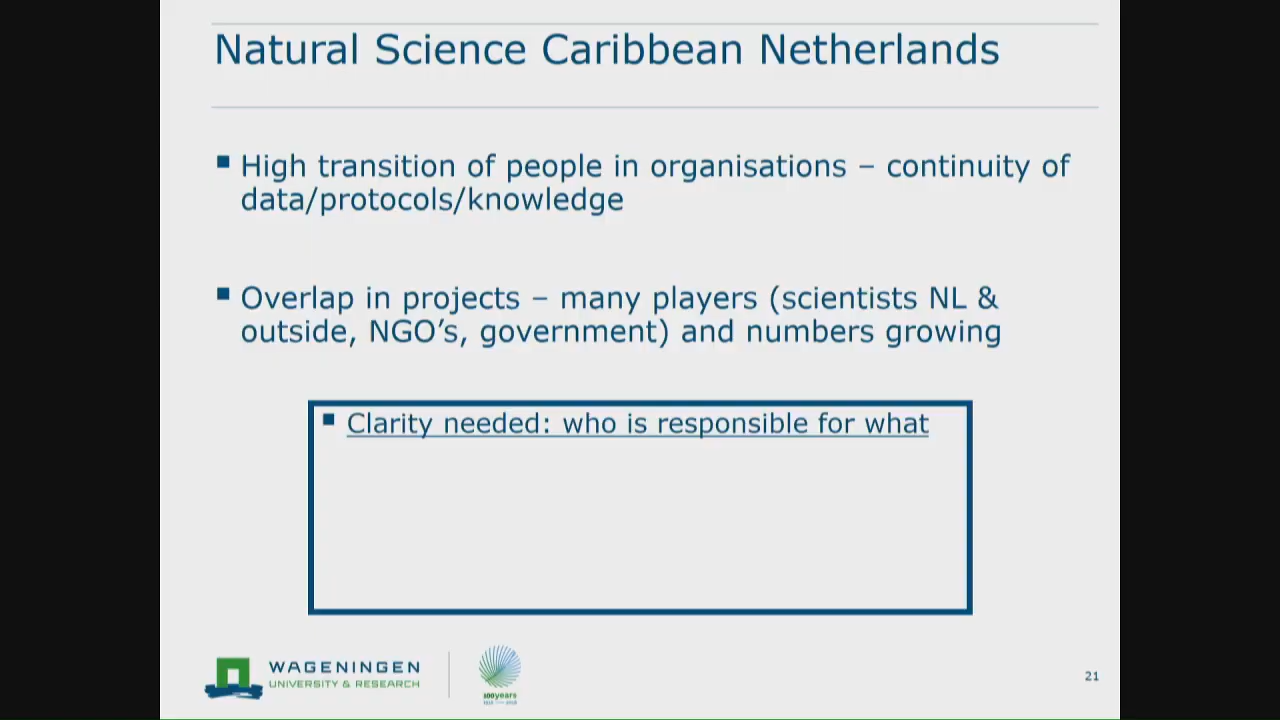 Natural Science Caribbean Netherlands
High transition of people in organisations – continuity of
data/protocols/knowledge
Overlap in projects – many players (scientists NL &
outside, NGO’s, government) and numbers growing
Clarity needed: who is responsible for what
WAGENINGEN
UNIVERSITY & RESEARCH
100years
21